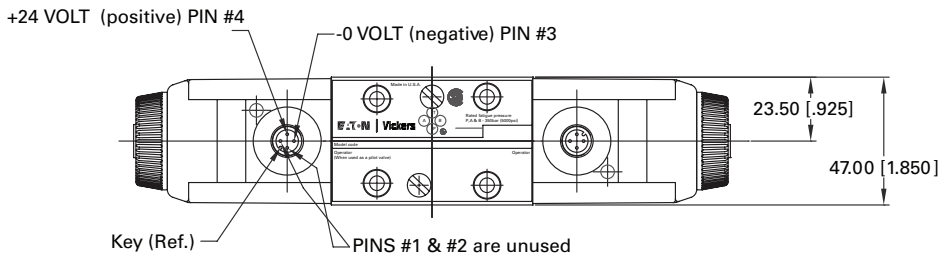 +24 VOLT (positive) PIN #4
-0 VOLT (negative) PIN #3
Made in U.S.A.
23.50 [.925]
Rated fatigue pressure
P, A & B - 350bar (5000psi)
EATON Vickers
A
B
Model code
Operator
(When used as a pilot valve)
Operator
47.00 [1.850]
Key (Ref.)
PINS #1 & #2 are unused